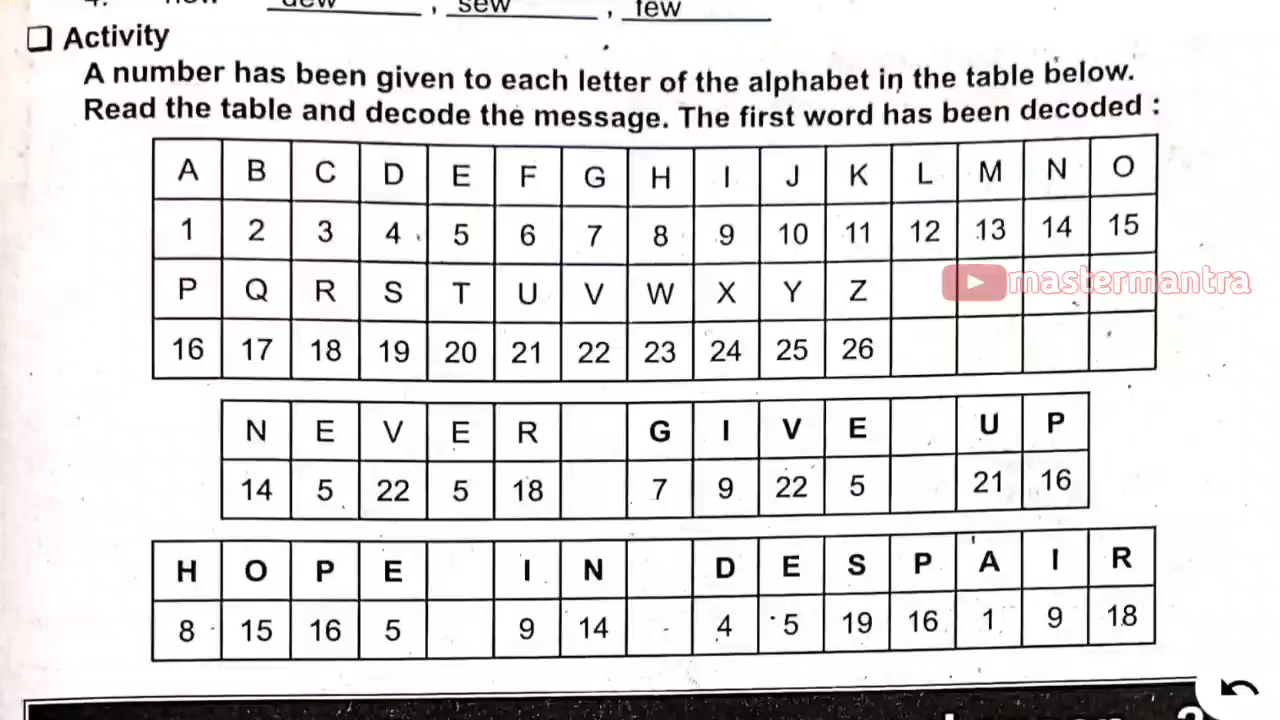 dew , sew , few
❑ Activity
A number has been given to each letter of the alphabet in the table below.
Read the table and decode the message. The first word has been decoded :
A B C D E F G H I J K L M N O
1 2 3 4 5 6 7 8 9 10 11 12 13 14 15
P Q R S T U V W X Y Z
16 17 18 19 20 21 22 23 24 25 26
mastermantra
N E V E R G I V E U P
14 5 22 5 18 7 9 22 5 21 16
H O P E I N D E S P A I R
8 15 16 5 9 14 4 5 19 16 1 9 18